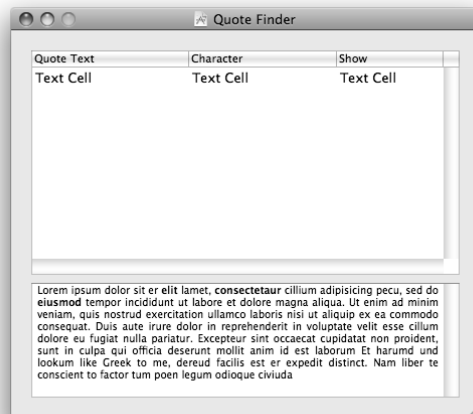 Quote Finder
Quote Text Character Show
Text Cell Text Cell Text Cell
Lorem ipsum dolor sit er elit lamet, consectetaur cillium adipisicing pecu, sed do
eiusmod tempor incididunt ut labore et dolore magna aliqua. Ut enim ad minim
veniam, quis nostrud exercitation ullamco laboris nisi ut aliquip ex ea commodo
consequat. Duis aute irure dolor in reprehenderit in voluptate velit esse cillum
dolore eu fugiat nulla pariatur. Excepteur sint occaecat cupidatat non proident,
sunt in culpa qui officia deserunt mollit anim id est laborum Et harumd und
lookum like Greek to me, dereud facilis est er expedit distinct. Nam liber te
conscient to factor tum poen legum odioque civiuda